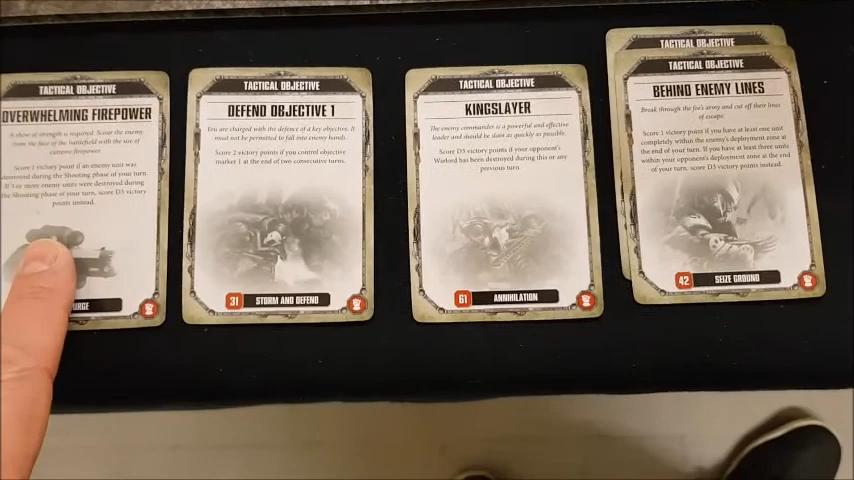 TACTICAL OBJECTIVE
OVERWHELMING FIREPOWER
A show of strength is required. Scour the enemy
from the face of the battlefield with the use of
extreme firepower.
Score 1 victory point if an enemy unit was
destroyed during the Shooting phase of your turn.
If 3 or more enemy units were destroyed during
the Shooting phase of your turn, score D3 victory
points instead.
URGE
TACTICAL OBJECTIVE
DEFEND OBJECTIVE 1
You are charged with the defence of a key objective. It
must not be permitted to fall into enemy hands.
Score 2 victory points if you control objective
marker 1 at the end of two consecutive turns.
31
STORM AND DEFEND
TACTICAL OBJECTIVE
KINGSLAYER
The enemy commander is a powerful and effective
leader and should be slain as quickly as possible.
Score D3 victory points if your opponent's
Warlord has been destroyed during this or any
previous turn.
61
ANNIHILATION
TACTICAL OBJECTIVE
TACTICAL OBJECTIVE
BEHIND ENEMY LINES
Break through the foe's army and cut off their lines
of escape.
Score 1 victory point if you have at least one unit
completely within the enemy's deployment zone at
the end of your turn. If you have at least three units
within your opponent's deployment zone at the end
of your turn, score D3 victory points instead.
42
SEIZE GROUND